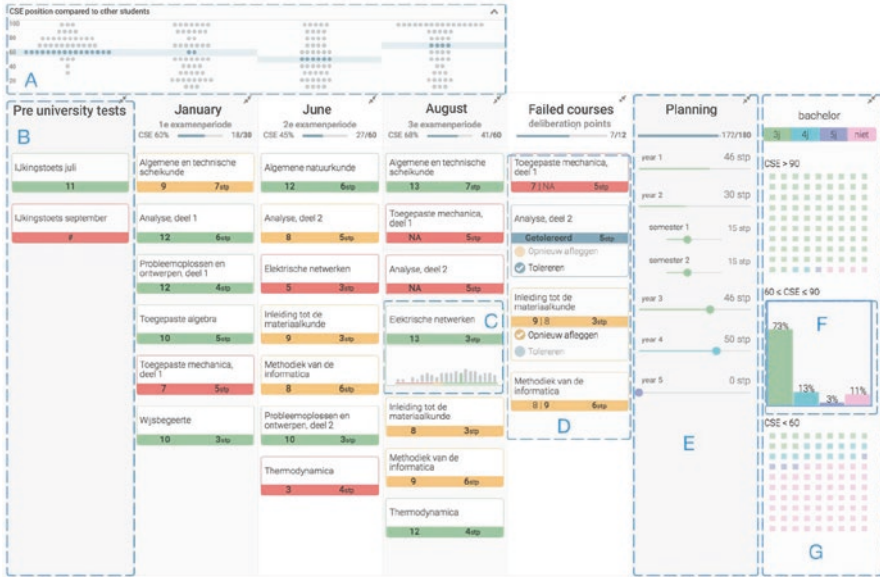 CSE position compared to other students
100
80
60
40
20
A
Pre university tests
B
IJkingstoets juli
11
IJkingstoets september
#
January
1e examenperiode
CSE 60% 18/30
Algemene en technische
scheikunde
9 7stp
Analyse, deel 1
12 6stp
Probleemoplossen en
ontwerpen, deel 1
12 4stp
Toegepaste algebra
10 5stp
Toegepaste mechanica,
deel 1
7 5stp
Wijsbegeerte
10 3stp
June
2e examenperiode
CSE 45% 27/60
Algemene natuurkunde
12 6stp
Analyse, deel 2
8 5stp
Elektrische netwerken
5 3stp
Inleiding tot de
materiaalkunde
9 3stp
Methodiek van de
informatica
8 6stp
Probleemoplossen en
ontwerpen, deel 2
10 3stp
Thermodynamica
3 4stp
August
3e examenperiode
CSE 68% 41/60
Algemene en technische
scheikunde
13 7stp
Toegepaste mechanica,
deel 1
NA 5stp
Analyse, deel 2
NA 5stp
Elektrische netwerken
C
13 3stp
Inleiding tot de
materiaalkunde
8 3stp
Methodiek van de
informatica
9 6stp
Thermodynamica
12 4stp
Failed courses
deliberation points
7/12
Toegepaste mechanica,
deel 1
7 | NA 5stp
Analyse, deel 2
Getolereerd 5stp
Opnieuw afleggen
Tolereren
Inleiding tot de
materiaalkunde
9 | 8 3stp
Opnieuw afleggen
Tolereren
Methodiek van de
informatica
8 | 9 6stp
D
Planning
173/180
year 1 46 stp
year 2 30 stp
semester 1 15 stp
semester 2 15 stp
year 3 46 stp
year 4 50 stp
year 5 0 stp
E
bachelor
3j 4j 5j niet
CSE > 90
60 ≤ CSE ≤ 90
F
73%
13%
3%
11%
CSE < 60
G